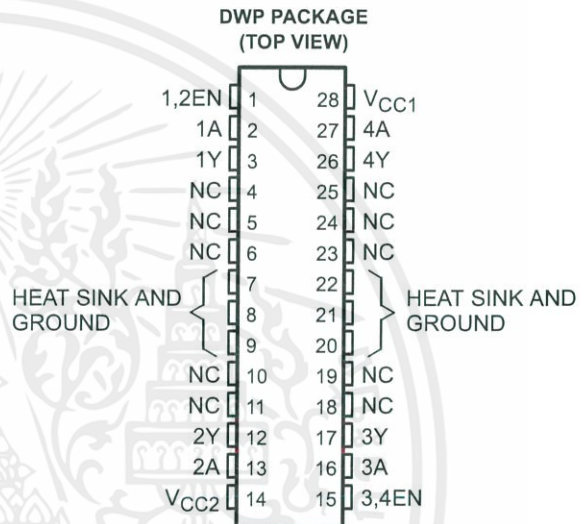 DWP PACKAGE
(TOP VIEW)
1,2EN 1 28 VCC1
1A 2 27 4A
1Y 3 26 4Y
NC 4 25 NC
NC 5 24 NC
NC 6 23 NC
7 22
HEAT SINK AND GROUND 8 21 HEAT SINK AND GROUND
9 20
NC 10 19 NC
NC 11 18 NC
2Y 12 17 3Y
2A 13 16 3A
VCC2 14 15 3,4EN